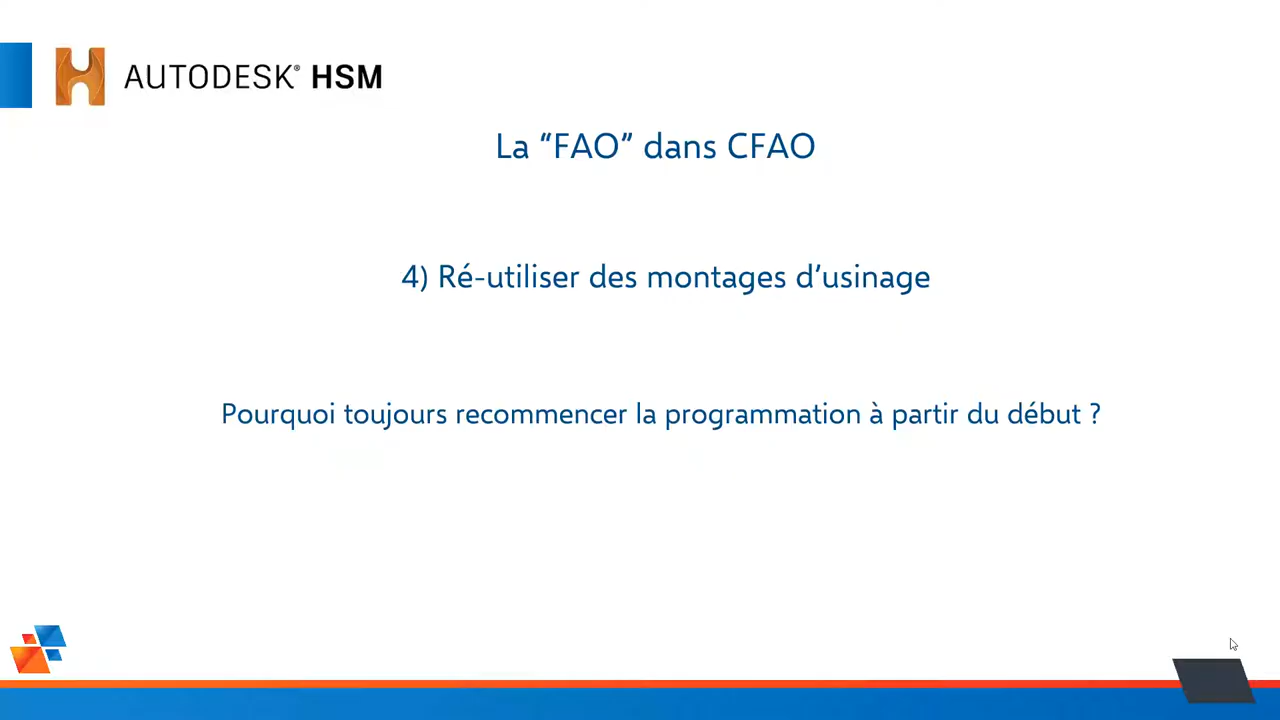 AUTODESK® HSM
La “FAO” dans CFAO
4) Ré-utiliser des montages d’usinage
Pourquoi toujours recommencer la programmation à partir du début ?